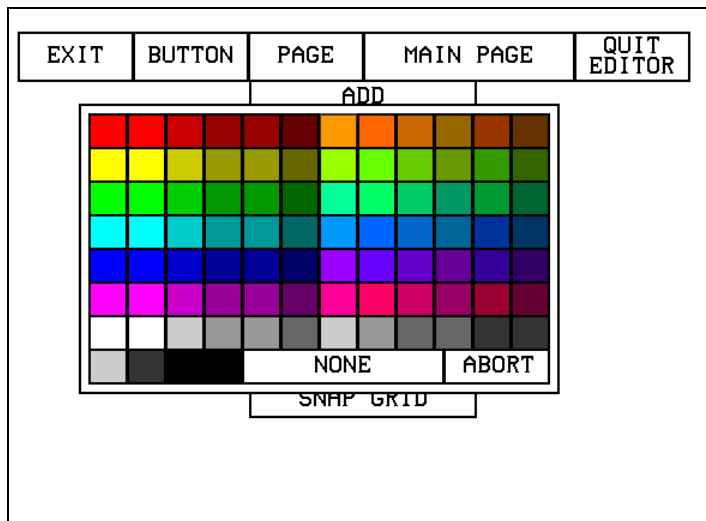 EXIT BUTTON PAGE MAIN PAGE QUIT EDITOR
ADD
NONE ABORT
SNAP GRID